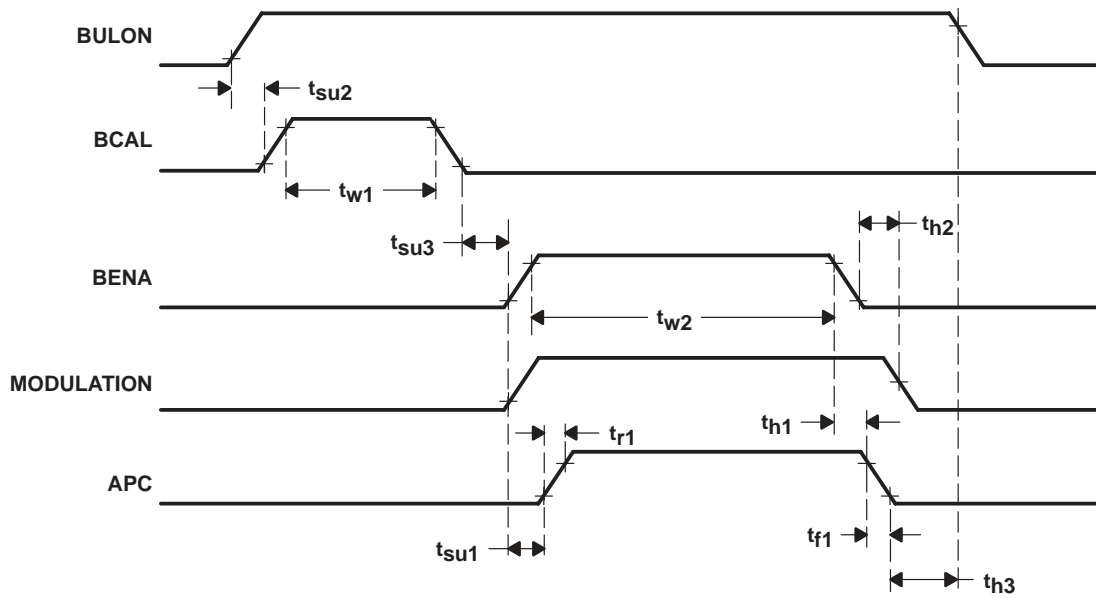 BULON
tsu2
BCAL
tw1
tsu3
th2
BENA
tw2
MODULATION
th1
tr1
APC
tsu1
tf1
th3